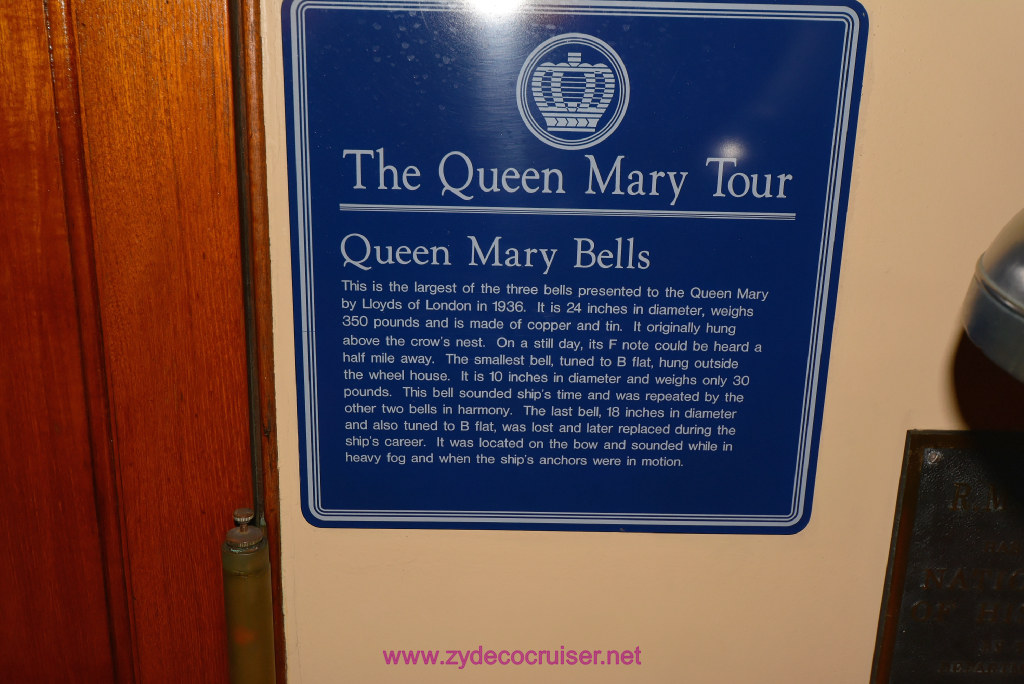 The Queen Mary Tour
Queen Mary Bells
This is the largest of the three bells presented to the Queen Mary
by Lloyds of London in 1936. It is 24 inches in diameter, weighs
350 pounds and is made of copper and tin. It originally hung
above the crow's nest. On a still day, its F note could be heard a
half mile away. The smallest bell, tuned to B flat, hung outside
the wheel house. It is 10 inches in diameter and weighs only 30
pounds. This bell sounded ship's time and was repeated by the
other two bells in harmony. The last bell, 18 inches in diameter
and also tuned to B flat, was lost and later replaced during the
ship's career. It was located on the bow and sounded while in
heavy fog and when the ship's anchors were in motion.
www.zydecocruiser.net